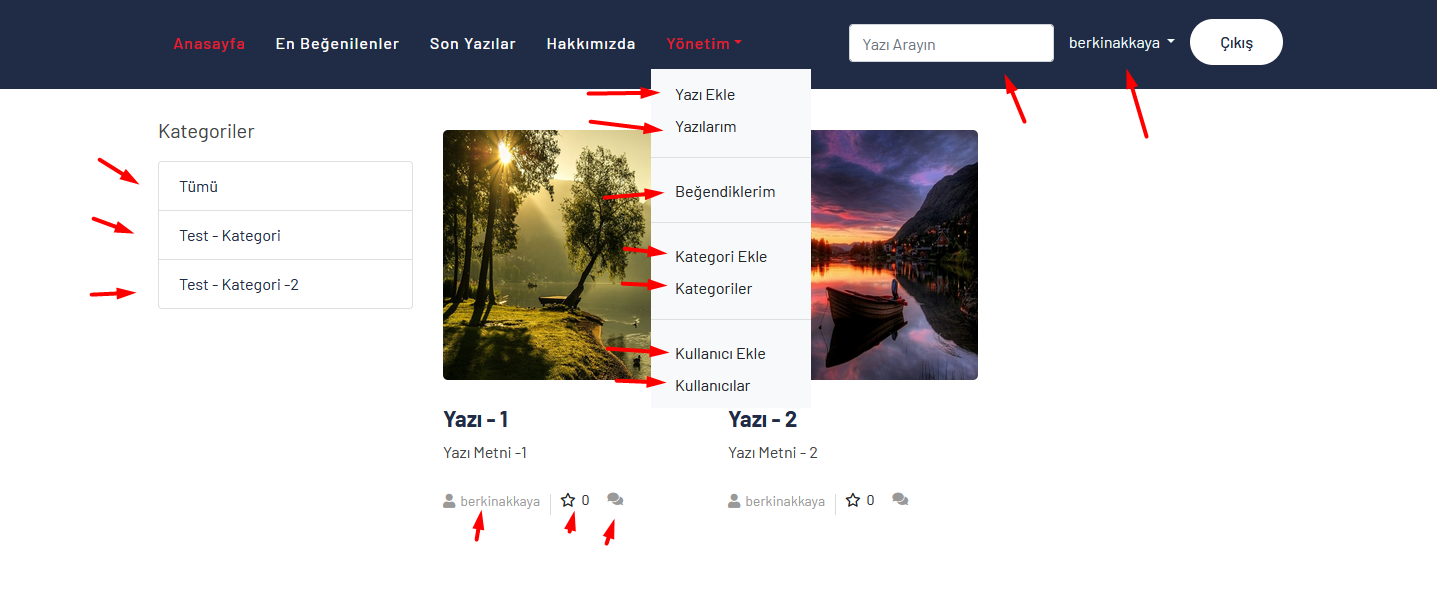 Anasayfa En Beğenilenler Son Yazılar Hakkımızda Yönetim Yazı Arayın berkinakkaya Çıkış
Yazı Ekle
Yazılarım
Beğendiklerim
Kategori Ekle
Kategoriler
Kullanıcı Ekle
Kullanıcılar
Kategoriler
Tümü
Test - Kategori
Test - Kategori -2
Yazı - 1
Yazı Metni -1
berkinakkaya 0
Yazı - 2
Yazı Metni - 2
berkinakkaya 0